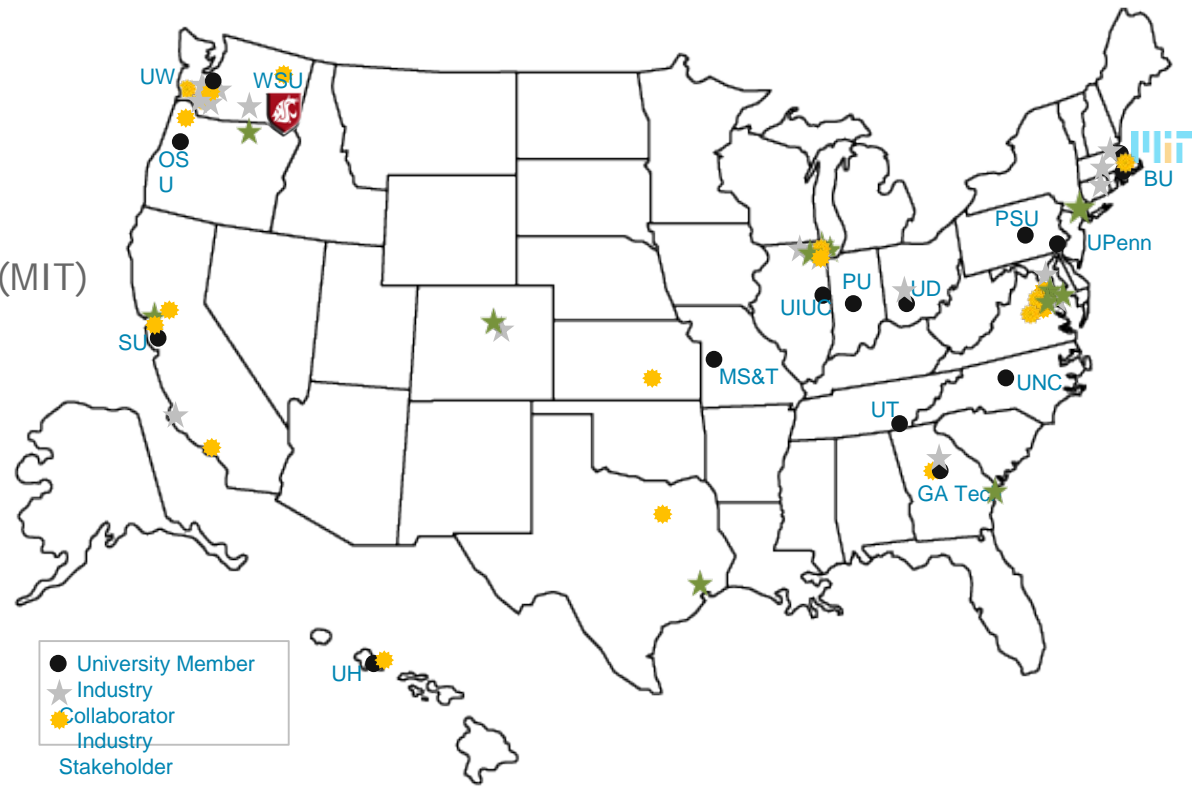 UW
WSU
OS
U
MiT
BU
PSU
UPenn
(MIT)
PU
UD
UIUC
SU
MS&T
UNC
UT
GA Tec
University Member
Industry
Collaborator
Industry
Stakeholder
UH